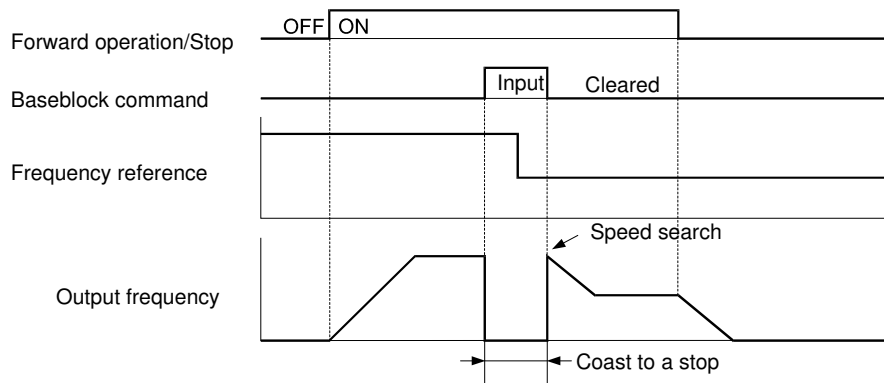 OFF ON
Forward operation/Stop
Input Cleared
Baseblock command
Frequency reference
Speed search
Output frequency
Coast to a stop